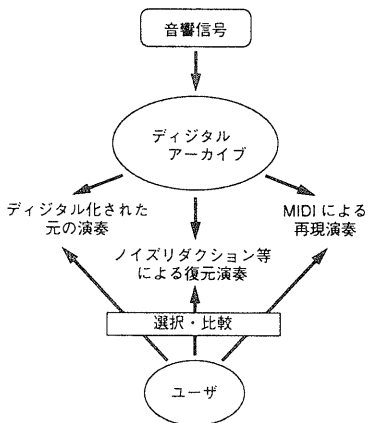 音響信号
ディジタル
アーカイブ
ディジタル化された
元の演奏
MIDIによる
再現演奏
ノイズリダクション等
による復元演奏
選択・比較
ユーザ